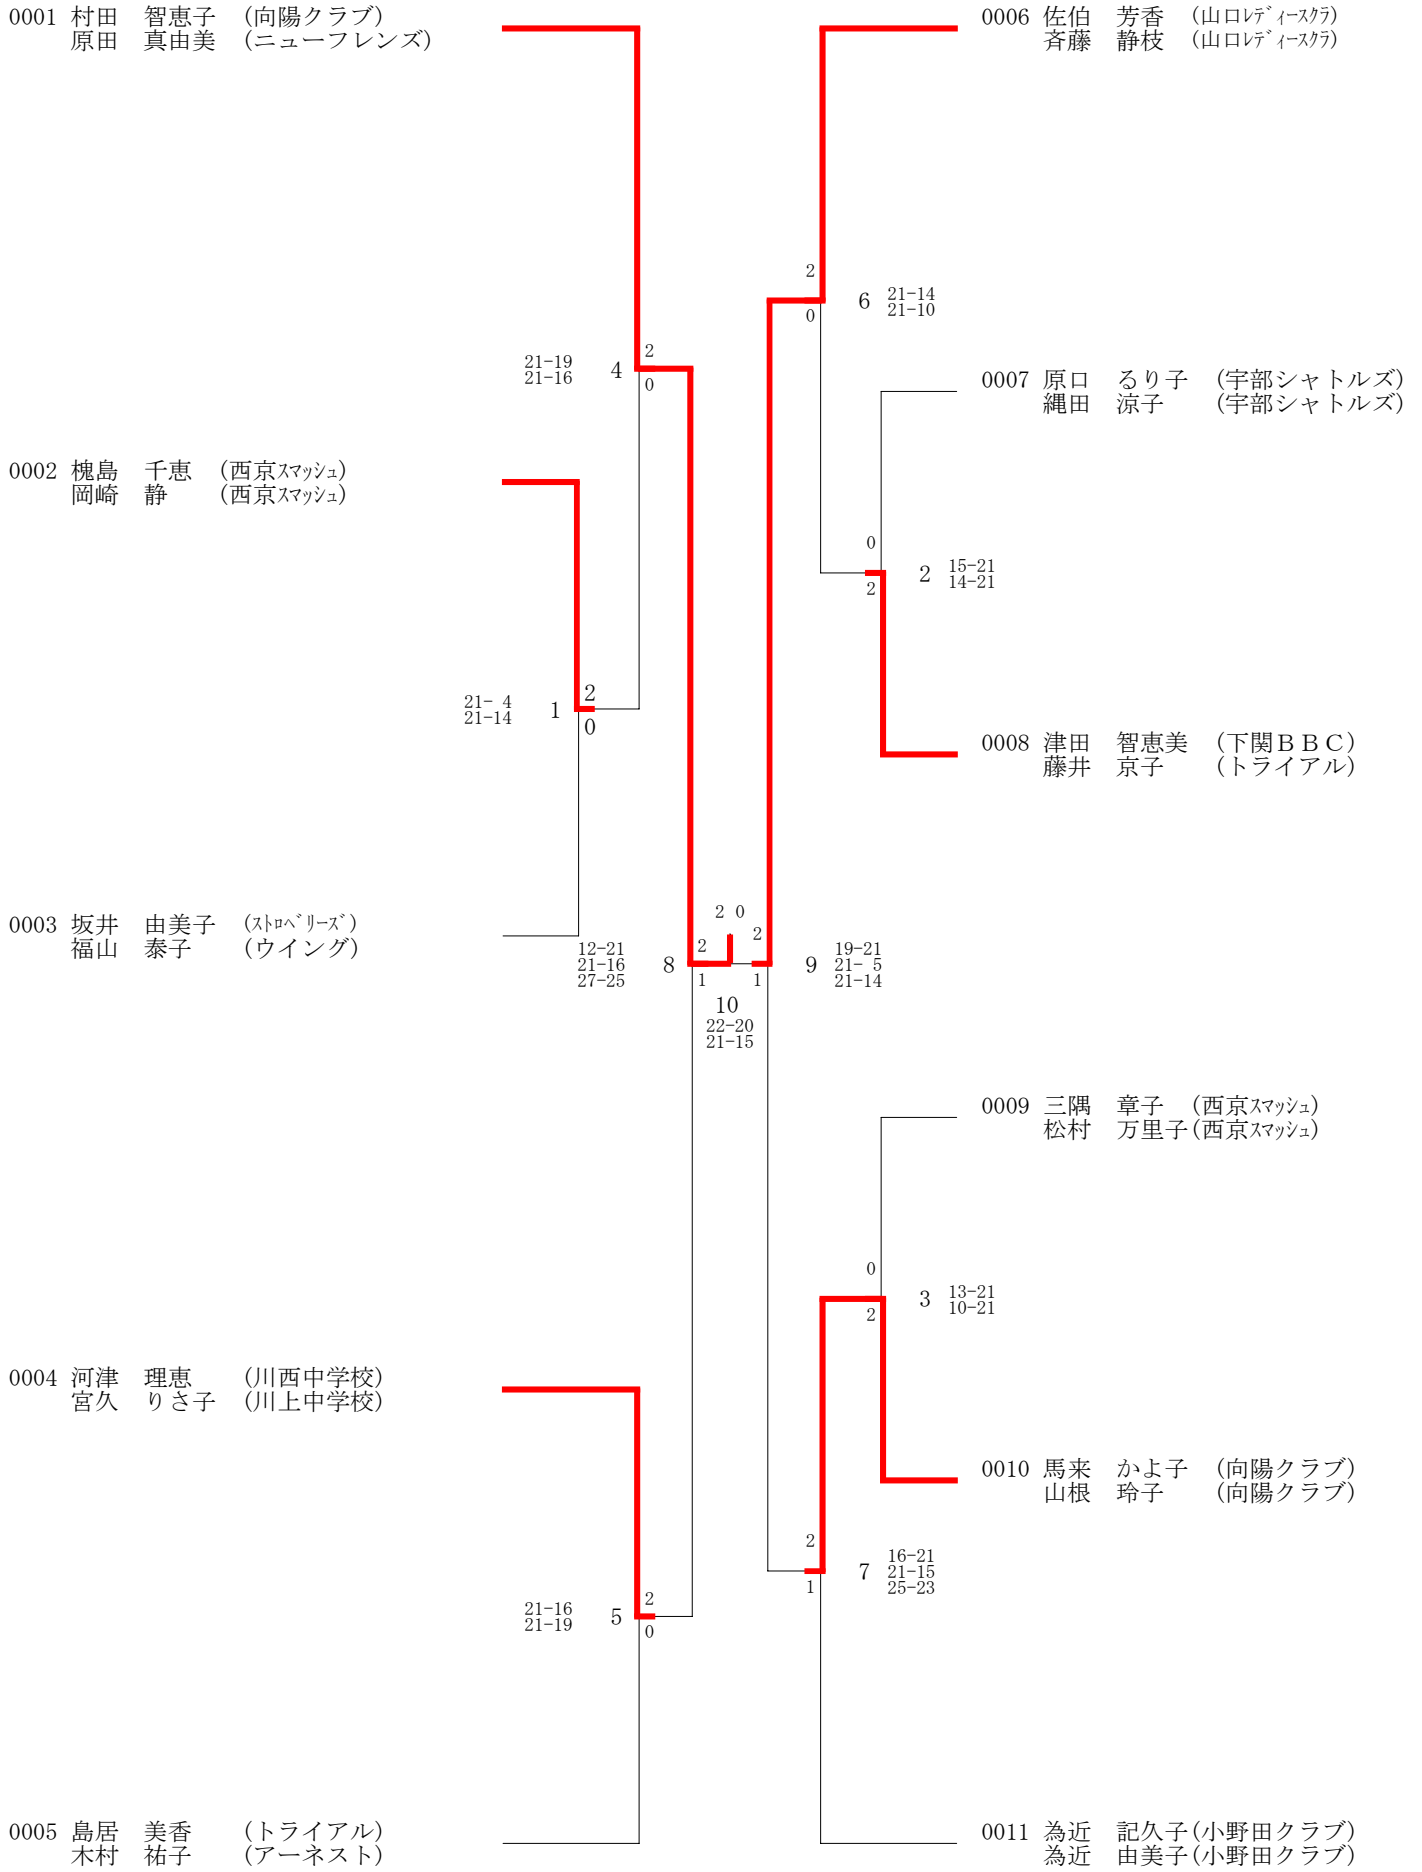 0001 村田　智恵子　(向陽クラブ)
原田　真由美　(ニューフレンズ)
21-19
21-16
4
2
0
0002 槐島　千恵　(西京スマッシュ)
岡崎　静　(西京スマッシュ)
21- 4
21-14
1
2
0
0003 坂井　由美子　(ストロベリーズ)
福山　泰子　(ウイング)
12-21
21-16
27-25
8
2
1
2 0
10
22-20
21-15
0004 河津　理恵　(川西中学校)
宮久　りさ子　(川上中学校)
21-16
21-19
5
2
0
0005 島居　美香　(トライアル)
木村　祐子　(アーネスト)
0006 佐伯　芳香　(山口レディースクラ)
斉藤　静枝　(山口レディースクラ)
2
0
6
21-14
21-10
0007 原口　るり子　(宇部シャトルズ)
縄田　涼子　(宇部シャトルズ)
0
2
2
15-21
14-21
0008 津田　智恵美　(下関ＢＢＣ)
藤井　京子　(トライアル)
2
1
9
19-21
21- 5
21-14
0009 三隅　章子　(西京スマッシュ)
松村　万里子(西京スマッシュ)
0
2
3
13-21
10-21
0010 馬来　かよ子　(向陽クラブ)
山根　玲子　(向陽クラブ)
2
1
7
16-21
21-15
25-23
0011 為近　記久子(小野田クラブ)
為近　由美子(小野田クラブ)